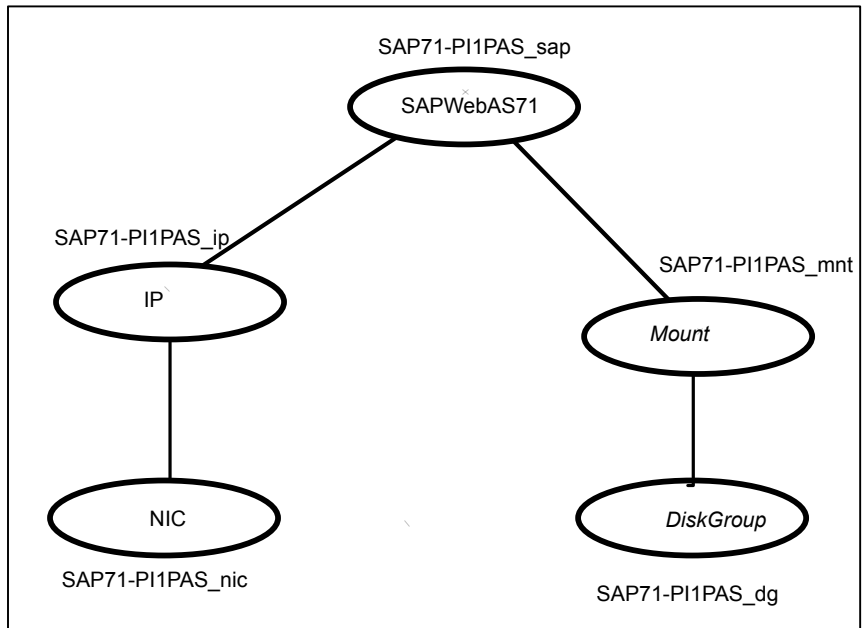 SAP71-PI1PAS_sap
SAPWebAS71
SAP71-PI1PAS_ip
IP
SAP71-PI1PAS_mnt
Mount
NIC
SAP71-PI1PAS_nic
DiskGroup
SAP71-PI1PAS_dg